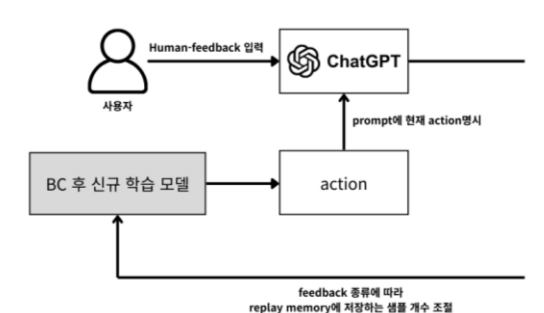 Human-feedback 입력
ChatGPT
사용자
prompt에 현재 action명시
BC 후 신규 학습 모델
action
feedback 종류에 따라
replay memory에 저장하는 샘플 개수 조절